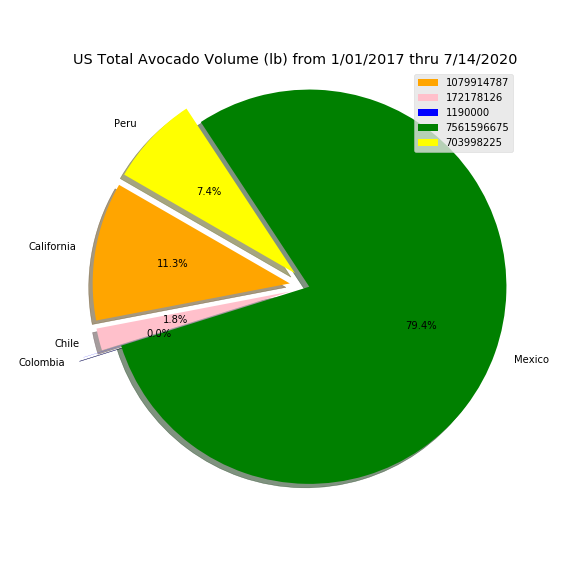 US Total Avocado Volume (lb) from 1/01/2017 thru 7/14/2020
1079914787
172178126
1190000
7561596675
703998225
Peru
7.4%
California
11.3%
1.8%
0.0%
Chile
Colombia
79.4%
Mexico